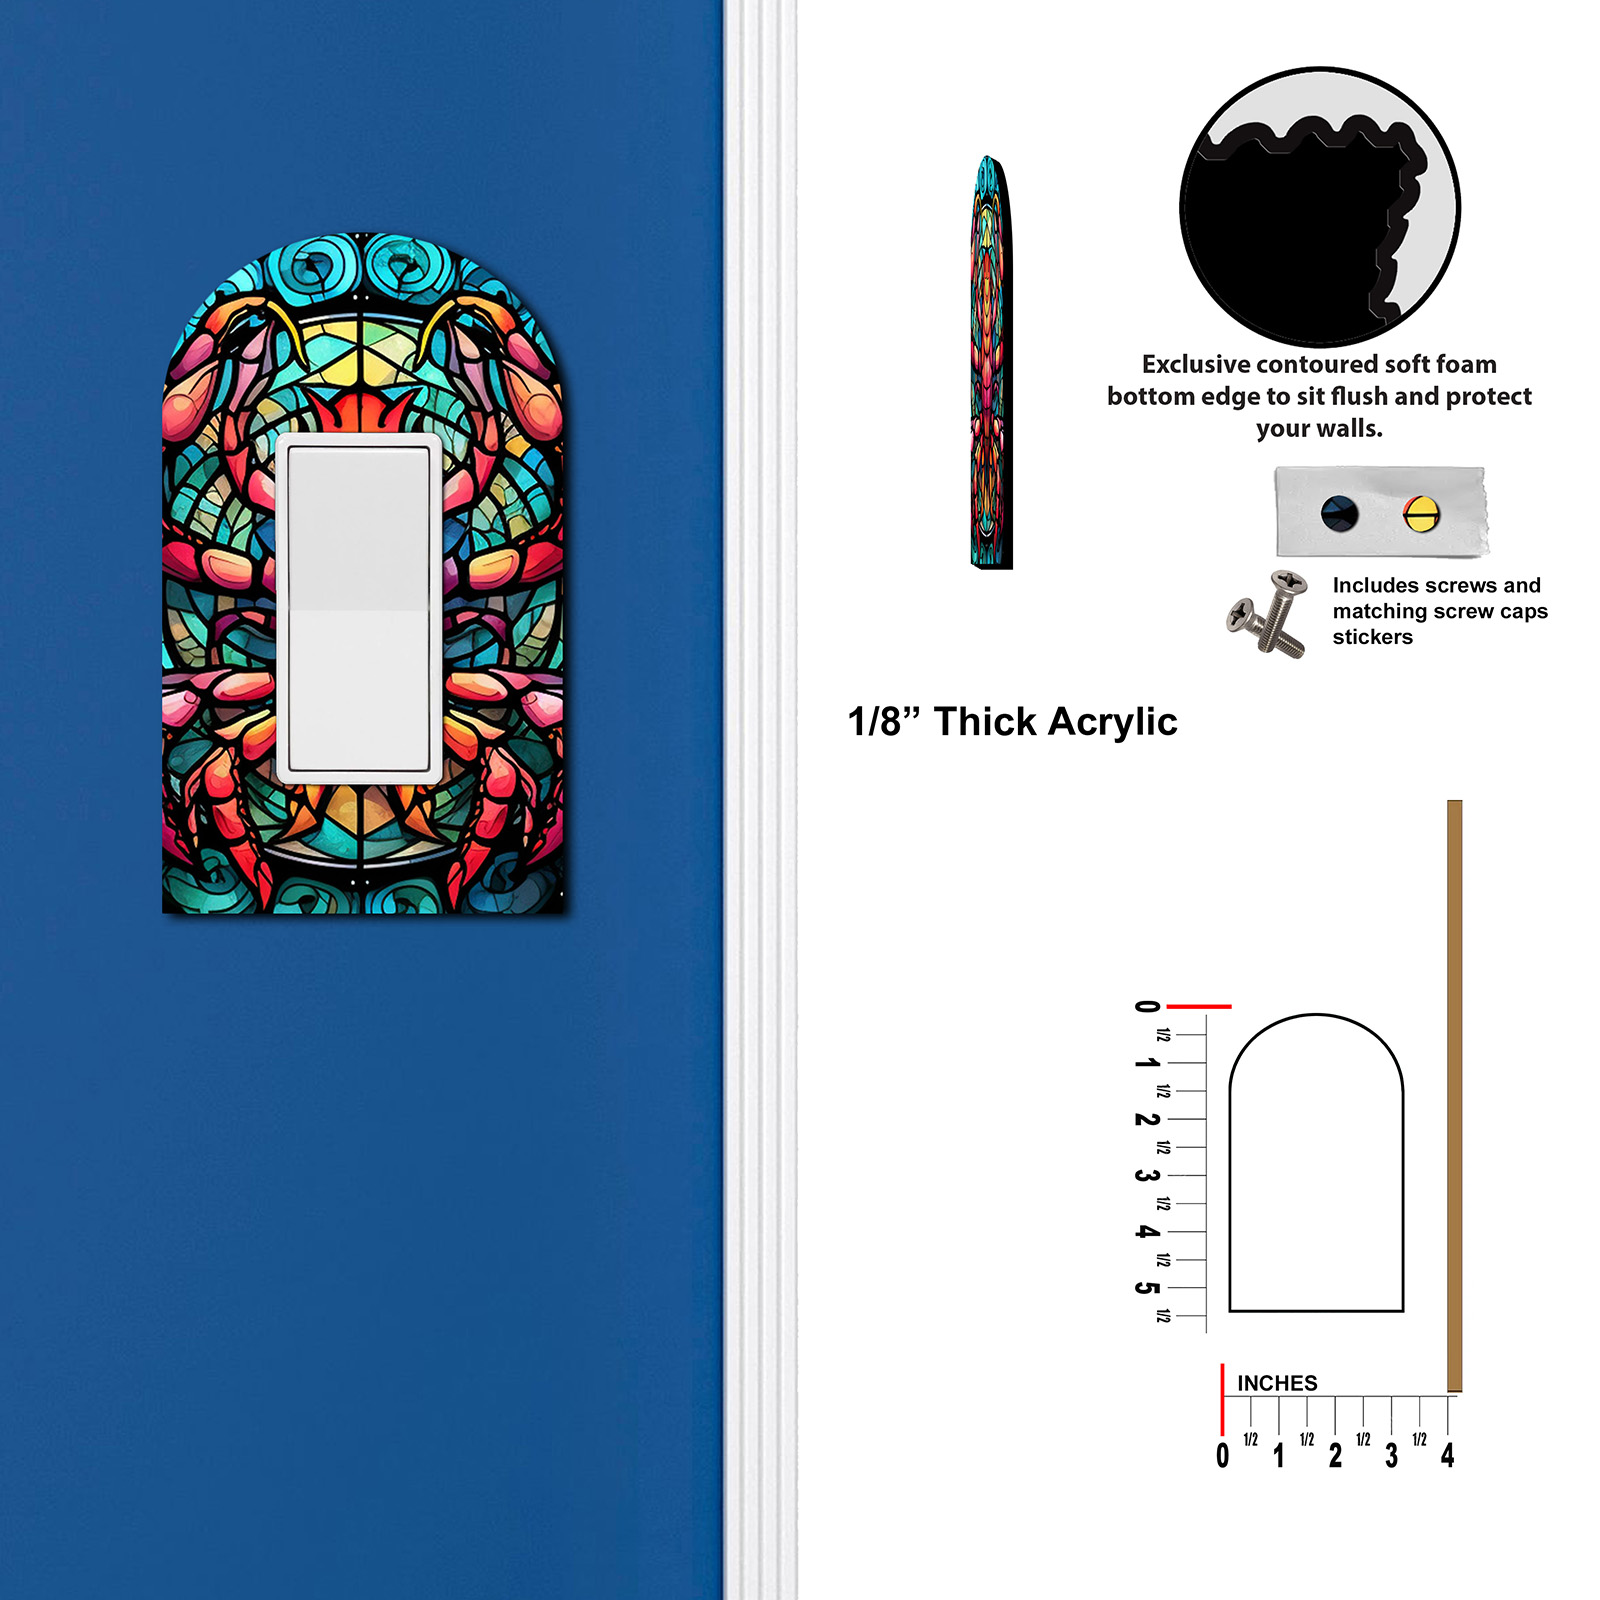 Exclusive contoured soft foam
bottom edge to sit flush and protect
your walls.
Includes screws and
matching screw caps
stickers
1/8” Thick Acrylic
0
1/2
1
1/2
2
1/2
3
1/2
4
1/2
5
1/2
INCHES
0 1/2 1 1/2 2 1/2 3 1/2 4